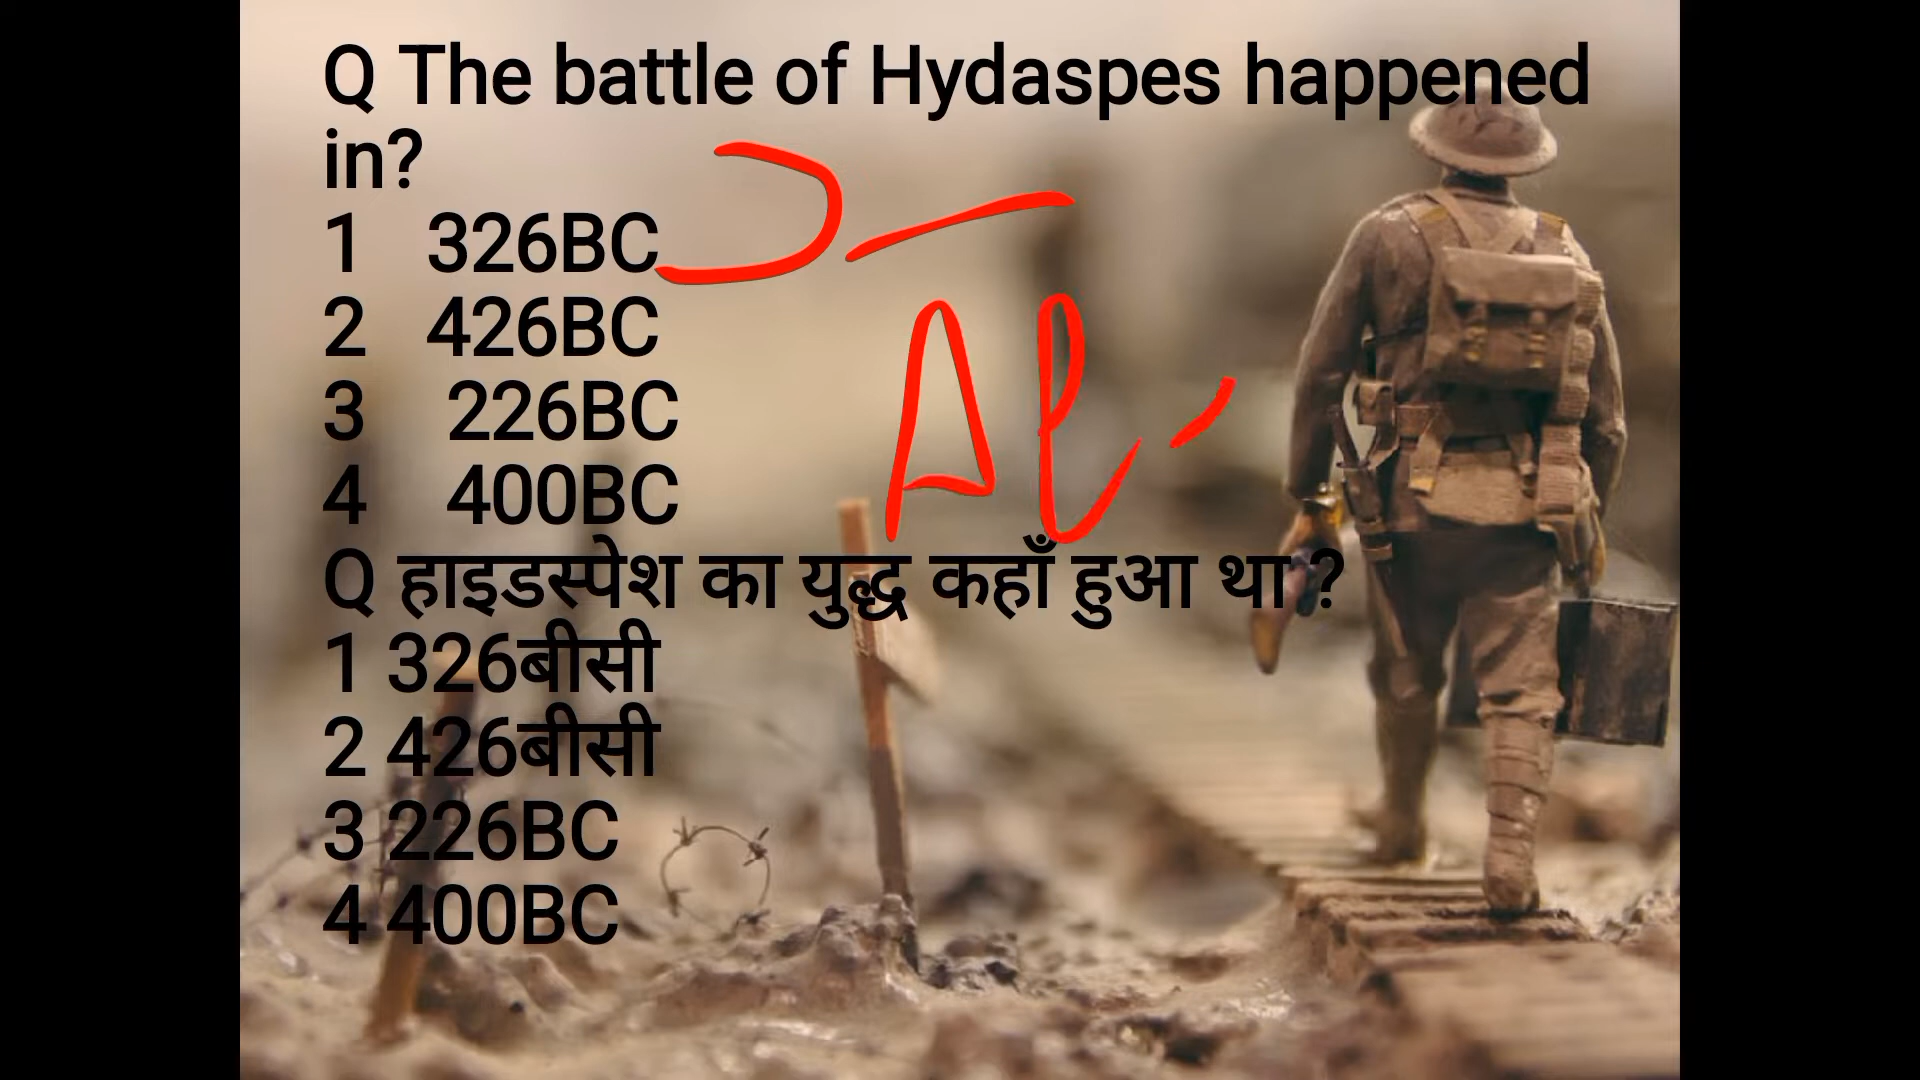 Q The battle of Hydaspes happened
in?
1 326BC
2 426BC
3 226BC
4 400BC
Q हाइडस्पेश का युद्ध कहाँ हुआ था ?
1 326बीसी
2 426बीसी
3 226BC
4 400BC